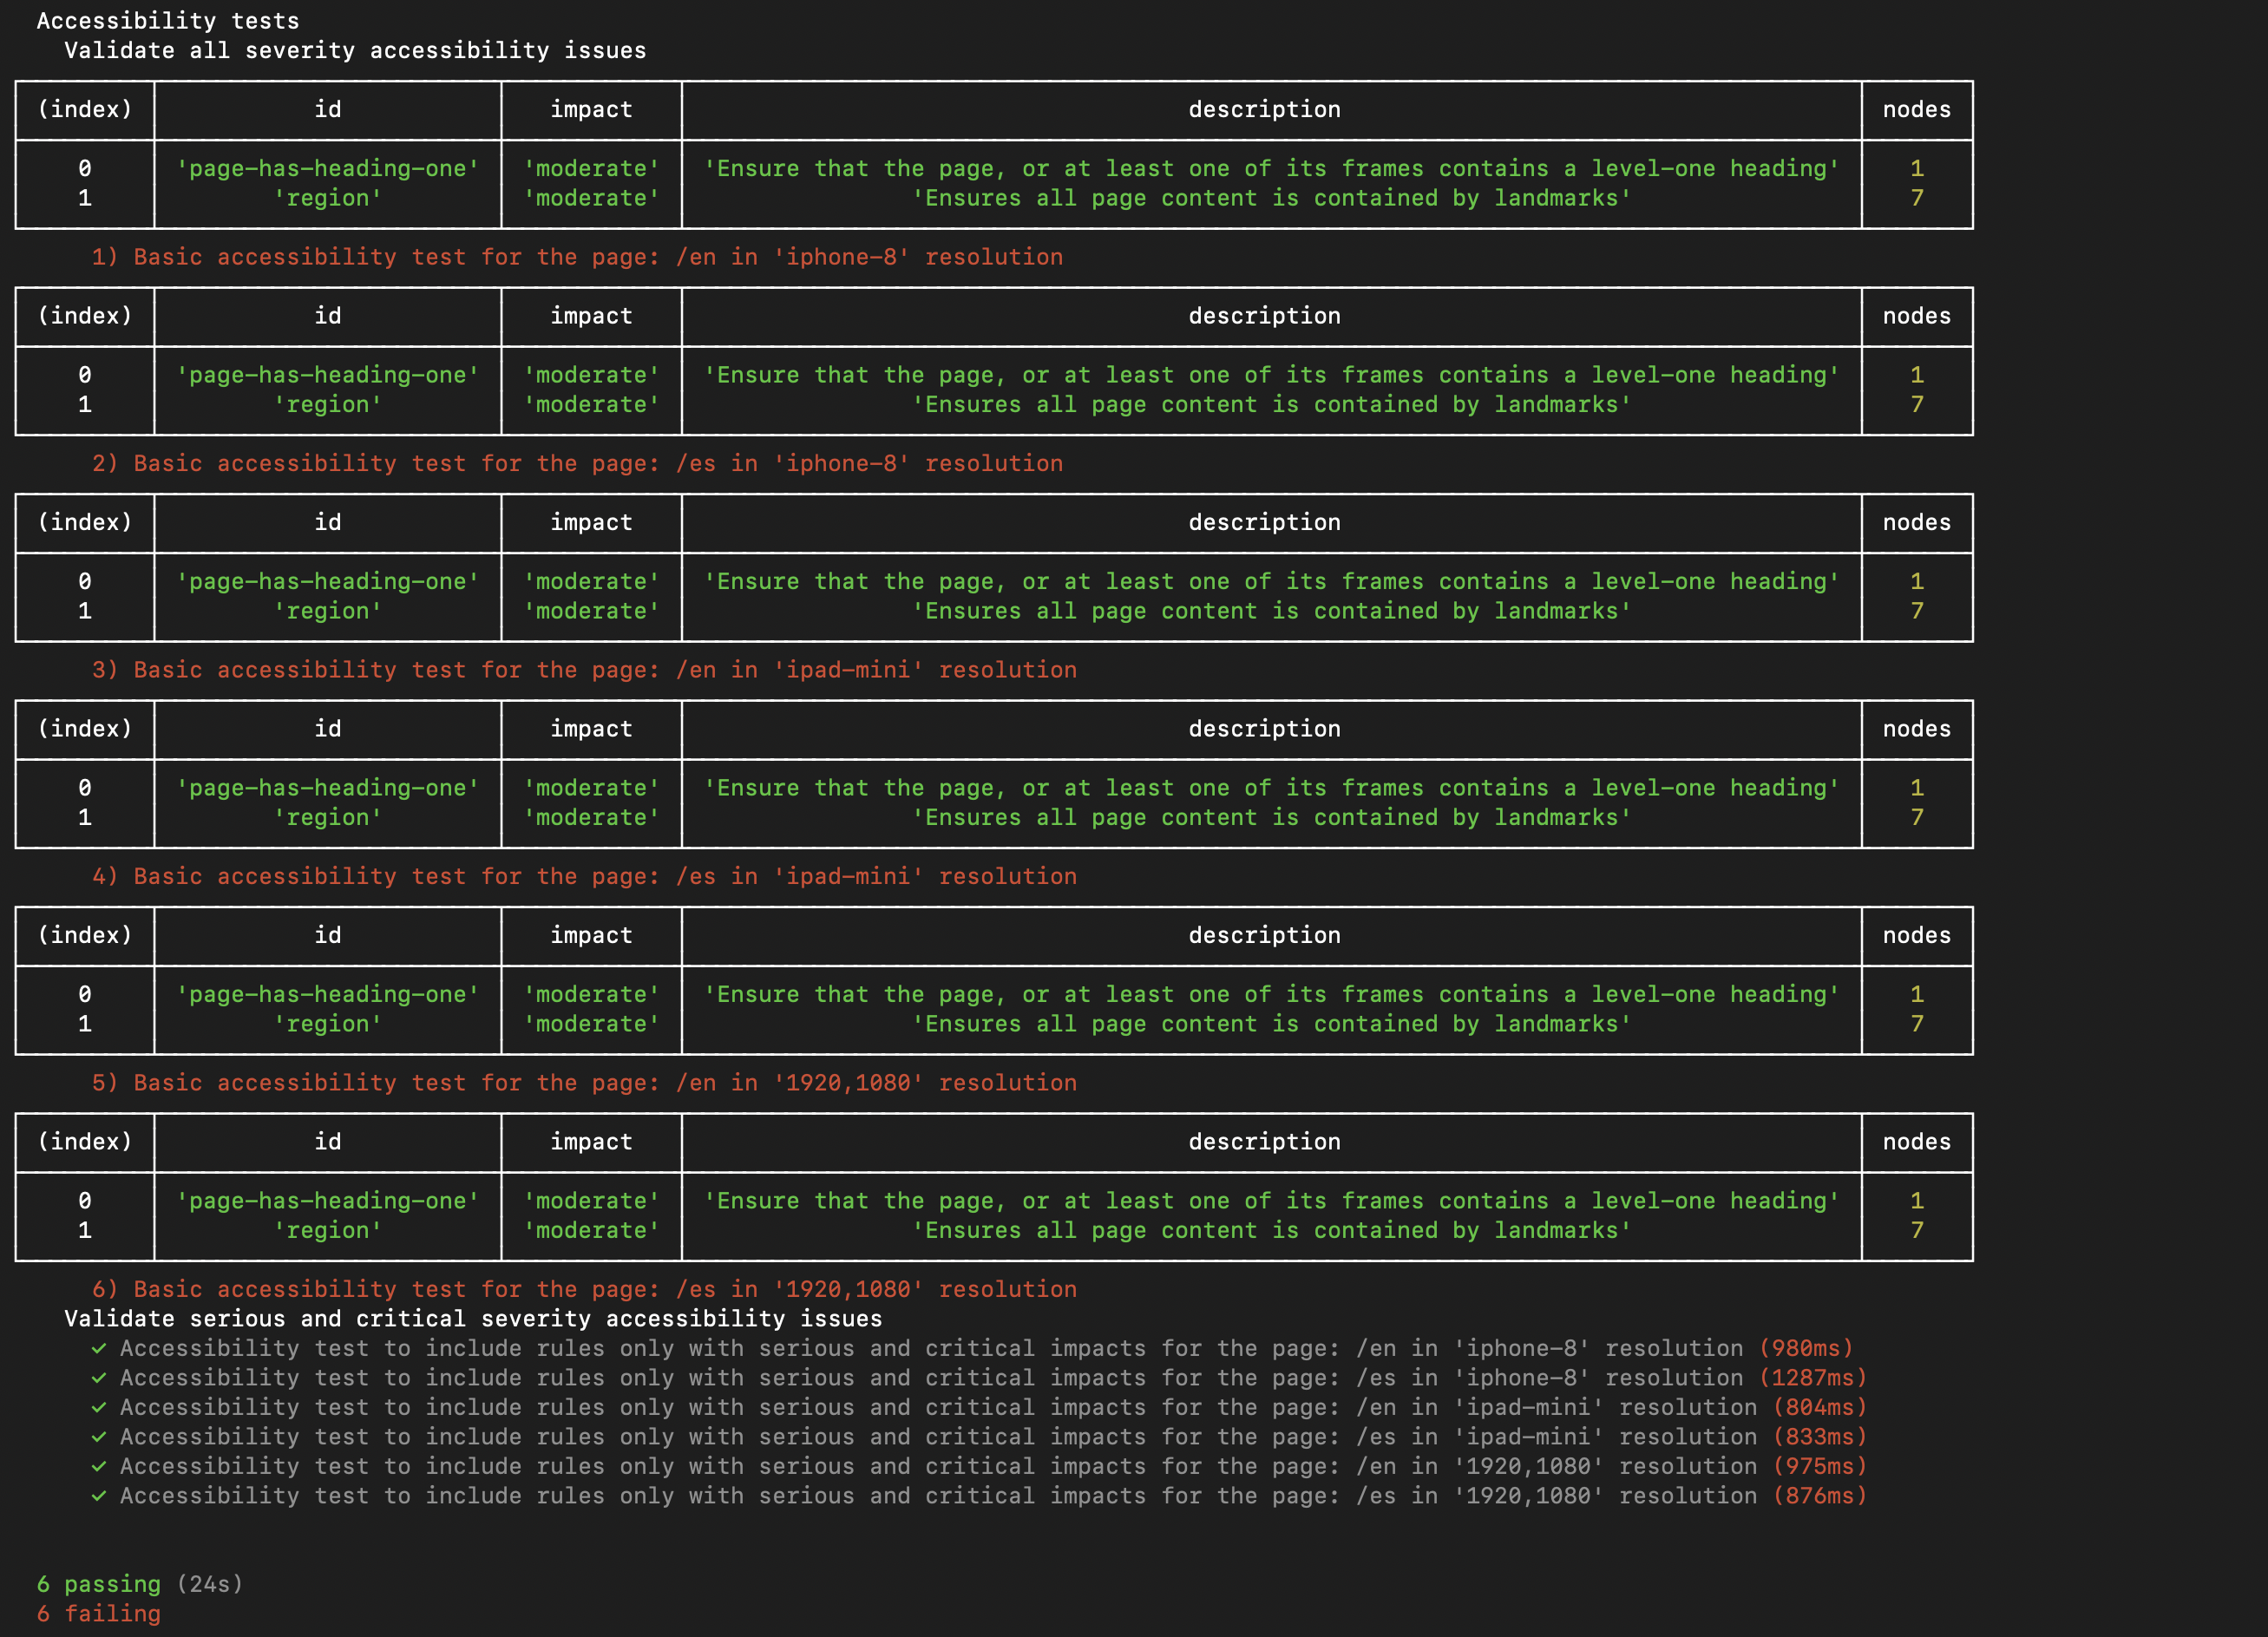 Accessibility tests
Validate all severity accessibility issues
(index) id impact description nodes
0 'page-has-heading-one' 'moderate' 'Ensure that the page, or at least one of its frames contains a level-one heading' 1
1 'region' 'moderate' 'Ensures all page content is contained by landmarks' 7
1) Basic accessibility test for the page: /en in 'iphone-8' resolution
(index) id impact description nodes
0 'page-has-heading-one' 'moderate' 'Ensure that the page, or at least one of its frames contains a level-one heading' 1
1 'region' 'moderate' 'Ensures all page content is contained by landmarks' 7
2) Basic accessibility test for the page: /es in 'iphone-8' resolution
(index) id impact description nodes
0 'page-has-heading-one' 'moderate' 'Ensure that the page, or at least one of its frames contains a level-one heading' 1
1 'region' 'moderate' 'Ensures all page content is contained by landmarks' 7
3) Basic accessibility test for the page: /en in 'ipad-mini' resolution
(index) id impact description nodes
0 'page-has-heading-one' 'moderate' 'Ensure that the page, or at least one of its frames contains a level-one heading' 1
1 'region' 'moderate' 'Ensures all page content is contained by landmarks' 7
4) Basic accessibility test for the page: /es in 'ipad-mini' resolution
(index) id impact description nodes
0 'page-has-heading-one' 'moderate' 'Ensure that the page, or at least one of its frames contains a level-one heading' 1
1 'region' 'moderate' 'Ensures all page content is contained by landmarks' 7
5) Basic accessibility test for the page: /en in '1920,1080' resolution
(index) id impact description nodes
0 'page-has-heading-one' 'moderate' 'Ensure that the page, or at least one of its frames contains a level-one heading' 1
1 'region' 'moderate' 'Ensures all page content is contained by landmarks' 7
6) Basic accessibility test for the page: /es in '1920,1080' resolution
Validate serious and critical severity accessibility issues
✓ Accessibility test to include rules only with serious and critical impacts for the page: /en in 'iphone-8' resolution (980ms)
✓ Accessibility test to include rules only with serious and critical impacts for the page: /es in 'iphone-8' resolution (1287ms)
✓ Accessibility test to include rules only with serious and critical impacts for the page: /en in 'ipad-mini' resolution (804ms)
✓ Accessibility test to include rules only with serious and critical impacts for the page: /es in 'ipad-mini' resolution (833ms)
✓ Accessibility test to include rules only with serious and critical impacts for the page: /en in '1920,1080' resolution (975ms)
✓ Accessibility test to include rules only with serious and critical impacts for the page: /es in '1920,1080' resolution (876ms)
6 passing (24s)
6 failing